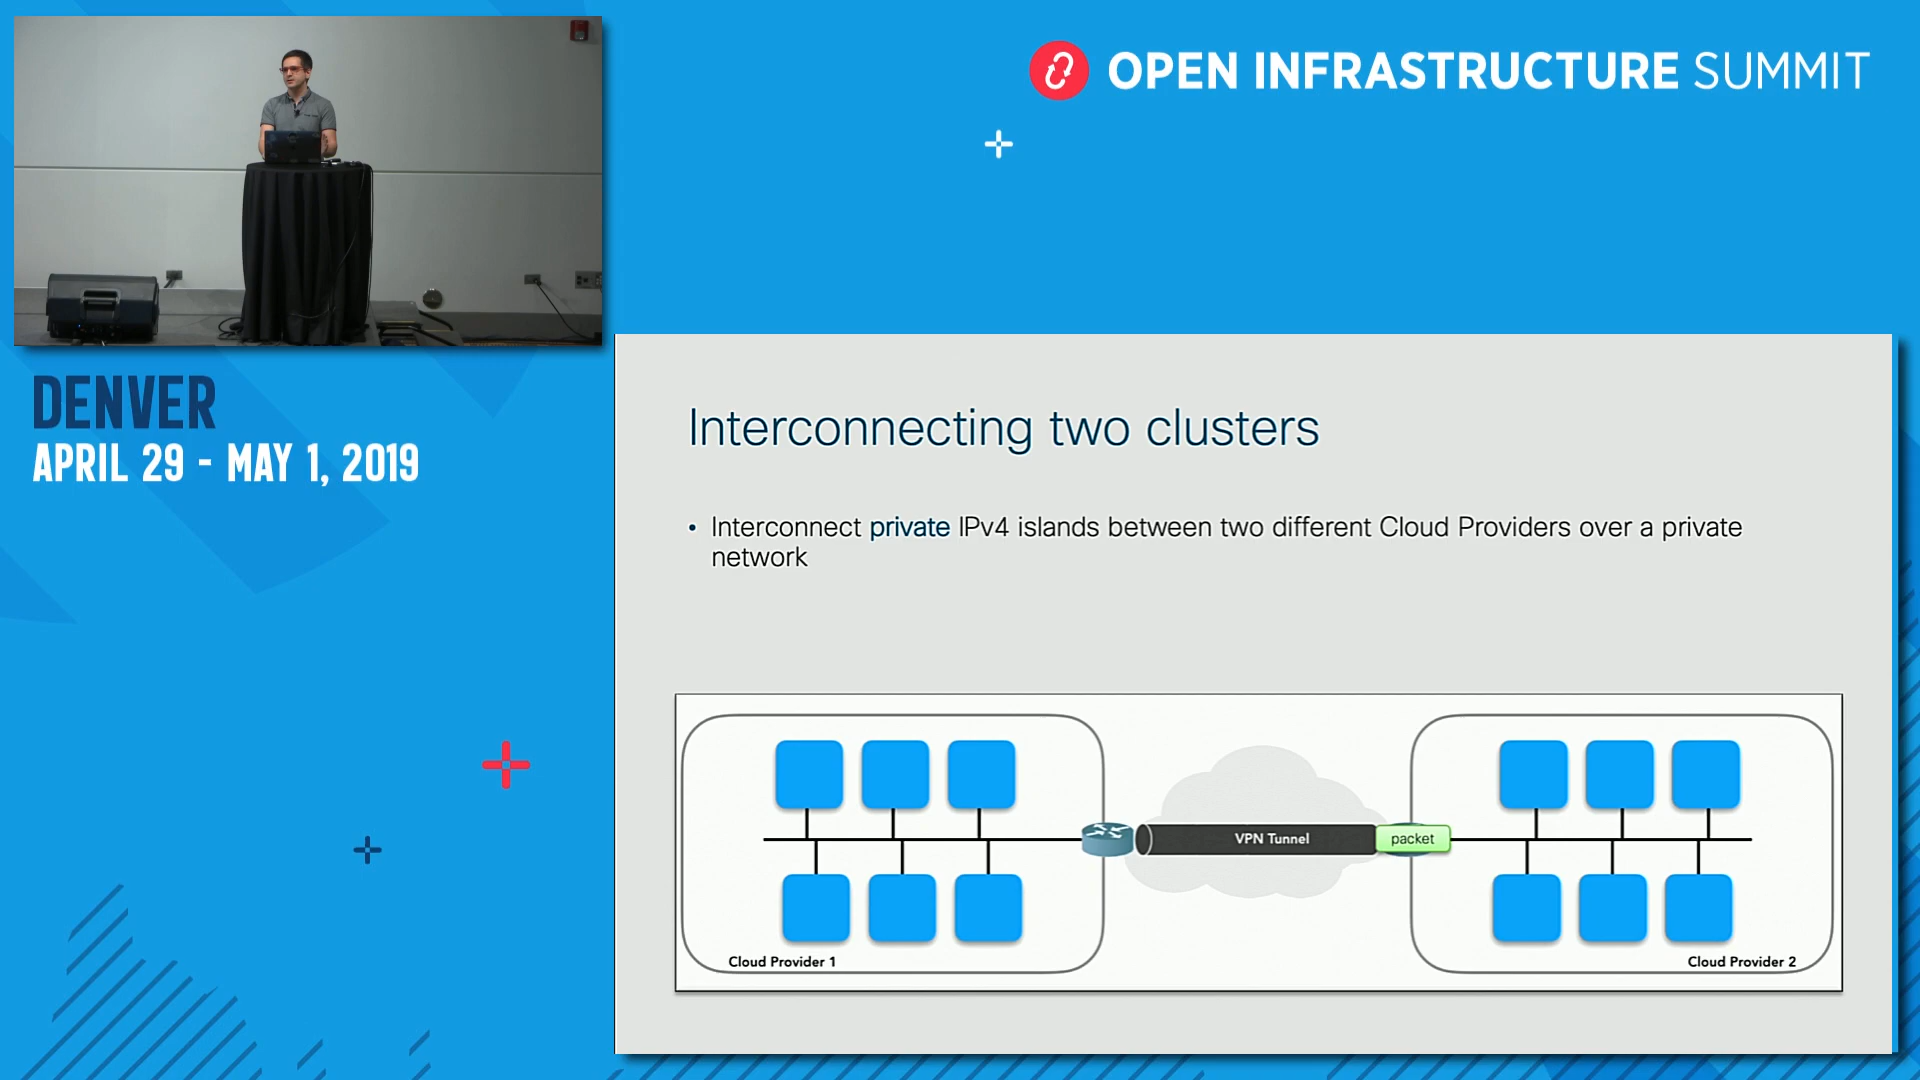 OPEN INFRASTRUCTURE SUMMIT
DENVER
APRIL 29 - MAY 1, 2019
Interconnecting two clusters
• Interconnect private IPv4 islands between two different Cloud Providers over a private
network
VPN Tunnel
packet
Cloud Provider 1
Cloud Provider 2